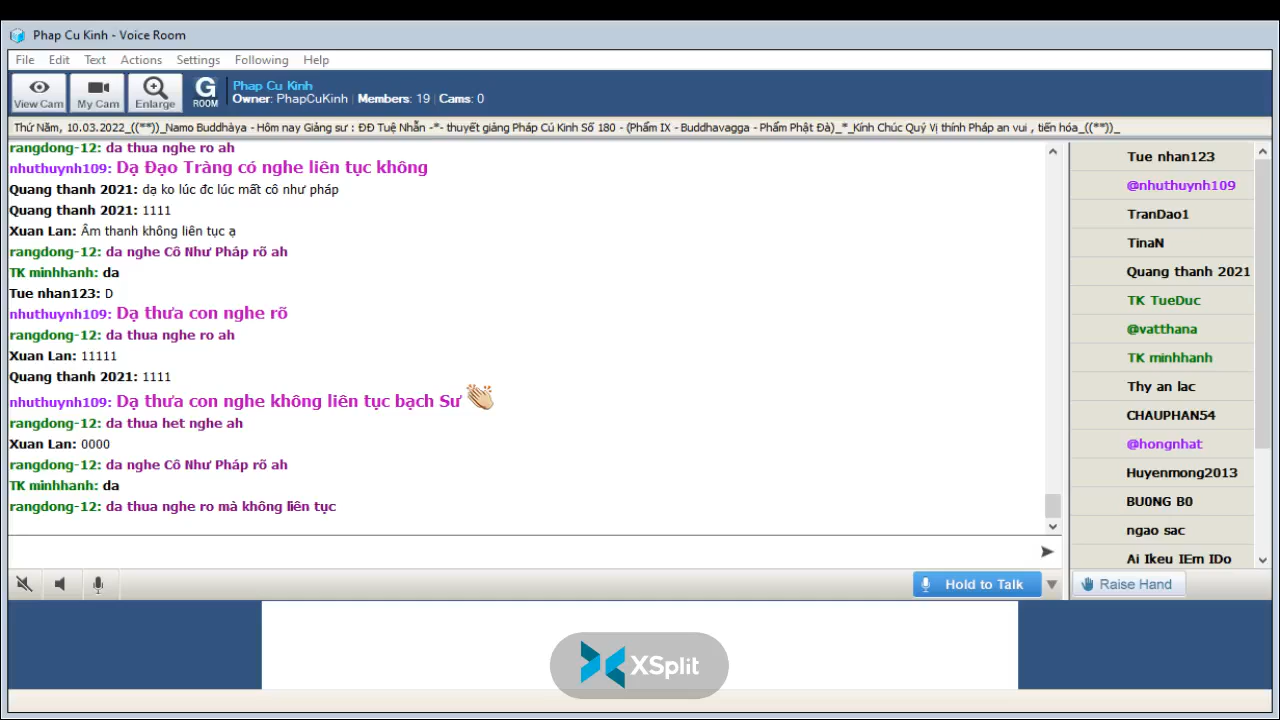 Phap Cu Kinh - Voice Room
File Edit Text Actions Settings Following Help
View Cam My Cam Enlarge G ROOM
Phap Cu Kinh
Owner: PhapCuKinh | Members: 19 | Cams: 0
Thứ Năm, 10.03.2022_((**))_Namo Buddhàya - Hôm nay Giảng sư : ĐĐ Tuệ Nhẫn -*- thuyết giảng Pháp Cú Kinh Số 180 - (Phẩm IX - Buddhavagga - Phẩm Phật Đà)_*_Kính Chúc Quý Vị thính Pháp an vui , tiến hóa_((**))_
rangdong-12: da thua nghe ro ah
nhuthuynh109: Dạ Đạo Tràng có nghe liên tục không
Quang thanh 2021: dạ ko lúc đc lúc mất cô như pháp
Quang thanh 2021: 1111
Xuan Lan: Âm thanh không liên tục ạ
rangdong-12: da nghe Cô Như Pháp rõ ah
TK minhhanh: da
Tue nhan123: D
nhuthuynh109: Dạ thưa con nghe rõ
rangdong-12: da thua nghe ro ah
Xuan Lan: 11111
Quang thanh 2021: 1111
nhuthuynh109: Dạ thưa con nghe không liên tục bạch Sư
rangdong-12: da thua het nghe ah
Xuan Lan: 0000
rangdong-12: da nghe Cô Như Pháp rõ ah
TK minhhanh: da
rangdong-12: da thua nghe ro mà không liên tục
Tue nhan123
@nhuthuynh109
TranDao1
TinaN
Quang thanh 2021
TK TueDuc
@vatthana
TK minhhanh
Thy an lac
CHAUPHAN54
@hongnhat
Huyenmong2013
BU0NG B0
ngao sac
Ai Ikeu IEm IDo
Hold to Talk
Raise Hand
XSplit